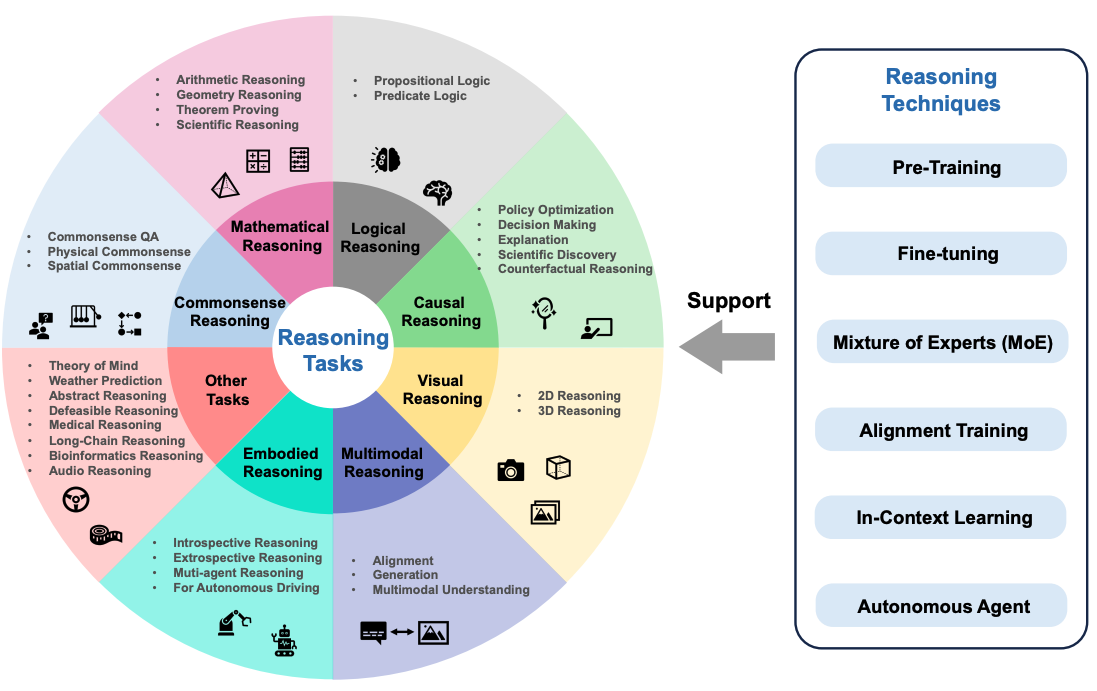 Arithmetic Reasoning
Geometry Reasoning
Theorem Proving
Scientific Reasoning
Mathematical
Reasoning
Propositional Logic
Predicate Logic
Logical
Reasoning
Policy Optimization
Decision Making
Explanation
Scientific Discovery
Counterfactual Reasoning
Causal
Reasoning
2D Reasoning
3D Reasoning
Visual
Reasoning
Alignment
Generation
Multimodal Understanding
Multimodal
Reasoning
Introspective Reasoning
Extrospective Reasoning
Muti-agent Reasoning
For Autonomous Driving
Embodied
Reasoning
Theory of Mind
Weather Prediction
Abstract Reasoning
Defeasible Reasoning
Medical Reasoning
Long-Chain Reasoning
Bioinformatics Reasoning
Audio Reasoning
Other
Tasks
Commonsense QA
Physical Commonsense
Spatial Commonsense
Commonsense
Reasoning
Reasoning
Tasks
Support
Reasoning
Techniques
Pre-Training
Fine-tuning
Mixture of Experts (MoE)
Alignment Training
In-Context Learning
Autonomous Agent